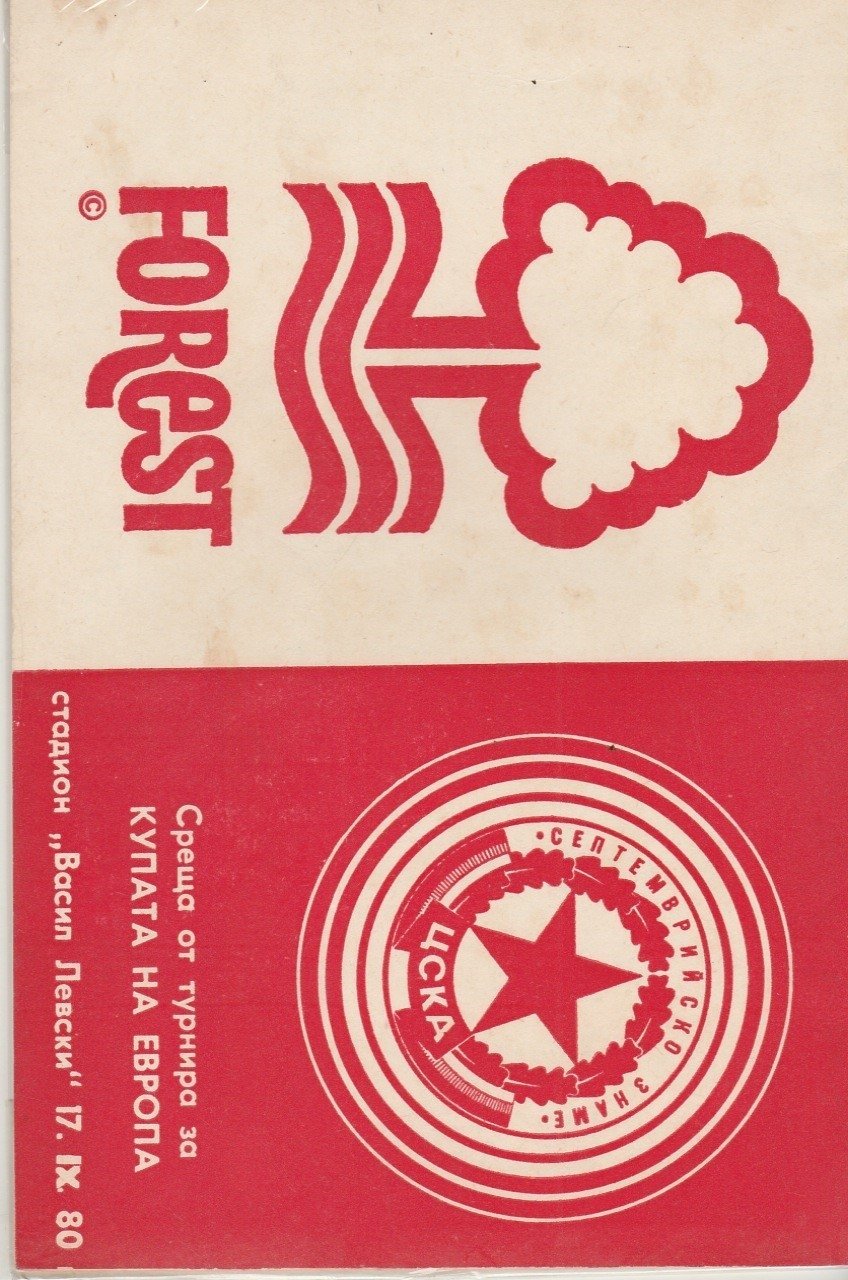 FOREST
©
• СЕПТЕМВРИЙСКО ЗНАМЕ •
ЦСКА
Среща от турнира за
КУПАТА НА ЕВРОПА
стадион „Васил Левски“ 17. IX. 80